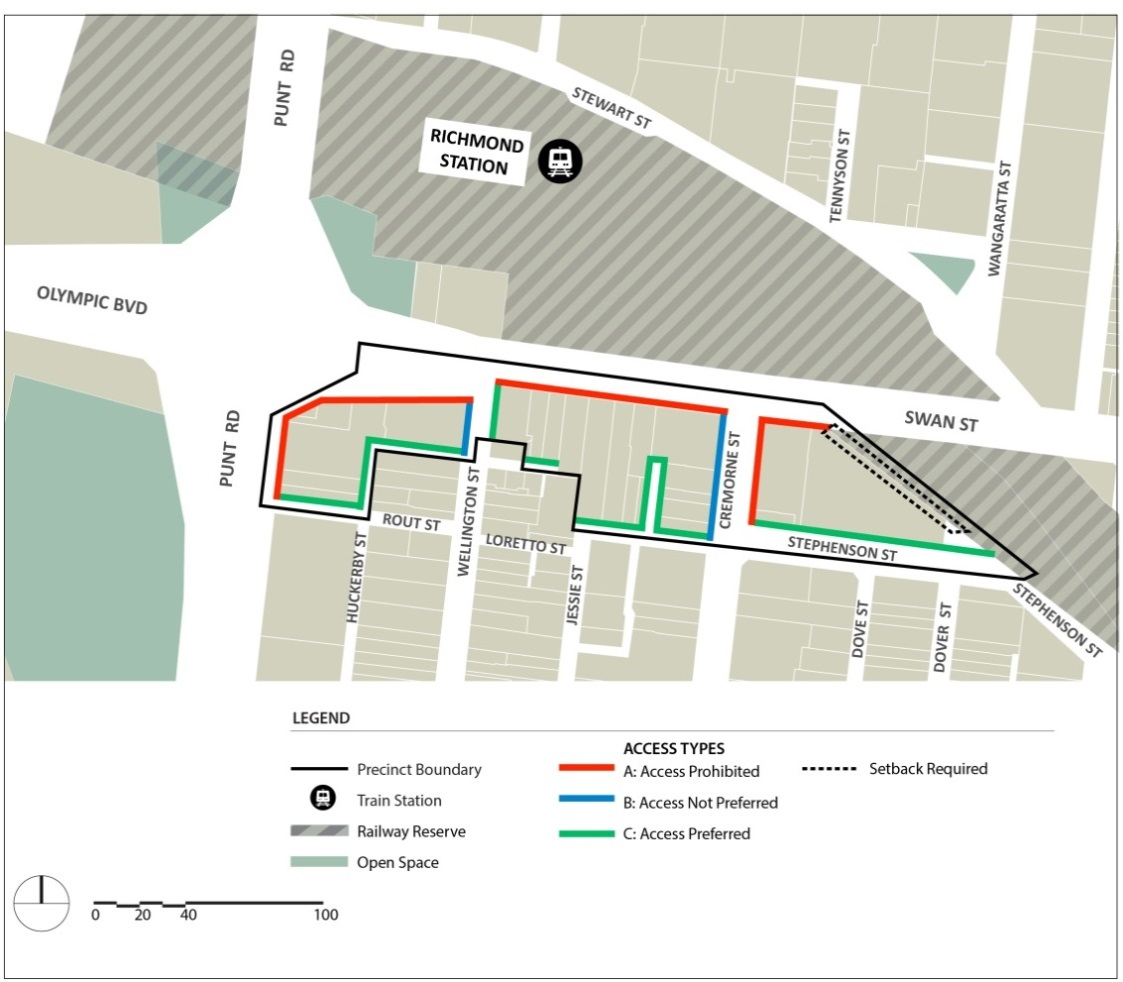 PUNT RD
STEWART ST
RICHMOND
STATION
TENNYSON ST
WANGARATTA ST
OLYMPIC BVD
SWAN ST
PUNT RD
CREMORNE ST
WELLINGTON ST
ROUT ST
LORETTO ST
STEPHENSON ST
HUCKERBY ST
JESSIE ST
DOVE ST
DOVER ST
STEPHENSON ST
LEGEND
Precinct Boundary
Train Station
Railway Reserve
Open Space
ACCESS TYPES
A: Access Prohibited
B: Access Not Preferred
C: Access Preferred
Setback Required
0 20 40 100